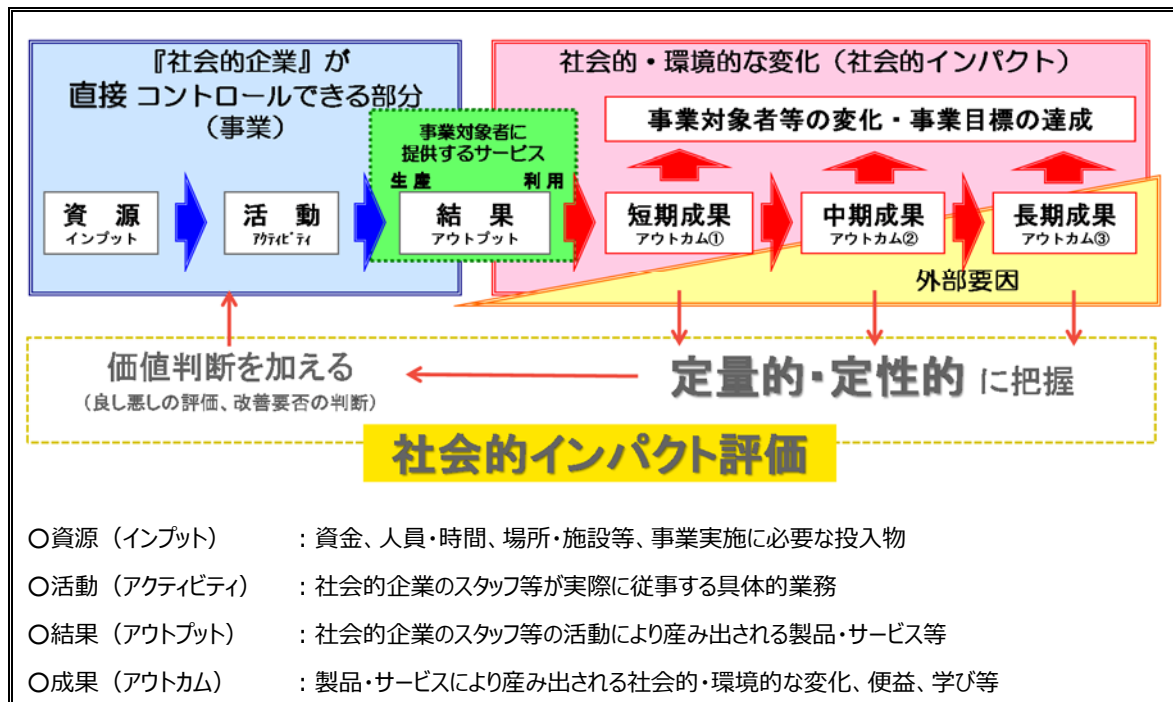 『社会的企業』が
直接 コントロールできる部分
（事業）
社会的・環境的な変化（社会的インパクト）
事業対象者等の変化・事業目標の達成
事業対象者に
提供するサービス
生産 利用
資源
インプット
活動
ｱｸﾃｨﾋﾞﾃｨ
結果
アウトプット
短期成果
アウトカム①
中期成果
アウトカム②
長期成果
アウトカム③
外部要因
価値判断を加える
（良し悪しの評価、改善要否の判断）
定量的・定性的 に把握
社会的インパクト評価
○資源（インプット） ：資金、人員・時間、場所・施設等、事業実施に必要な投入物
○活動（アクティビティ） ：社会的企業のスタッフ等が実際に従事する具体的業務
○結果（アウトプット） ：社会的企業のスタッフ等の活動により産み出される製品・サービス等
○成果（アウトカム） ：製品・サービスにより産み出される社会的・環境的な変化、便益、学び等